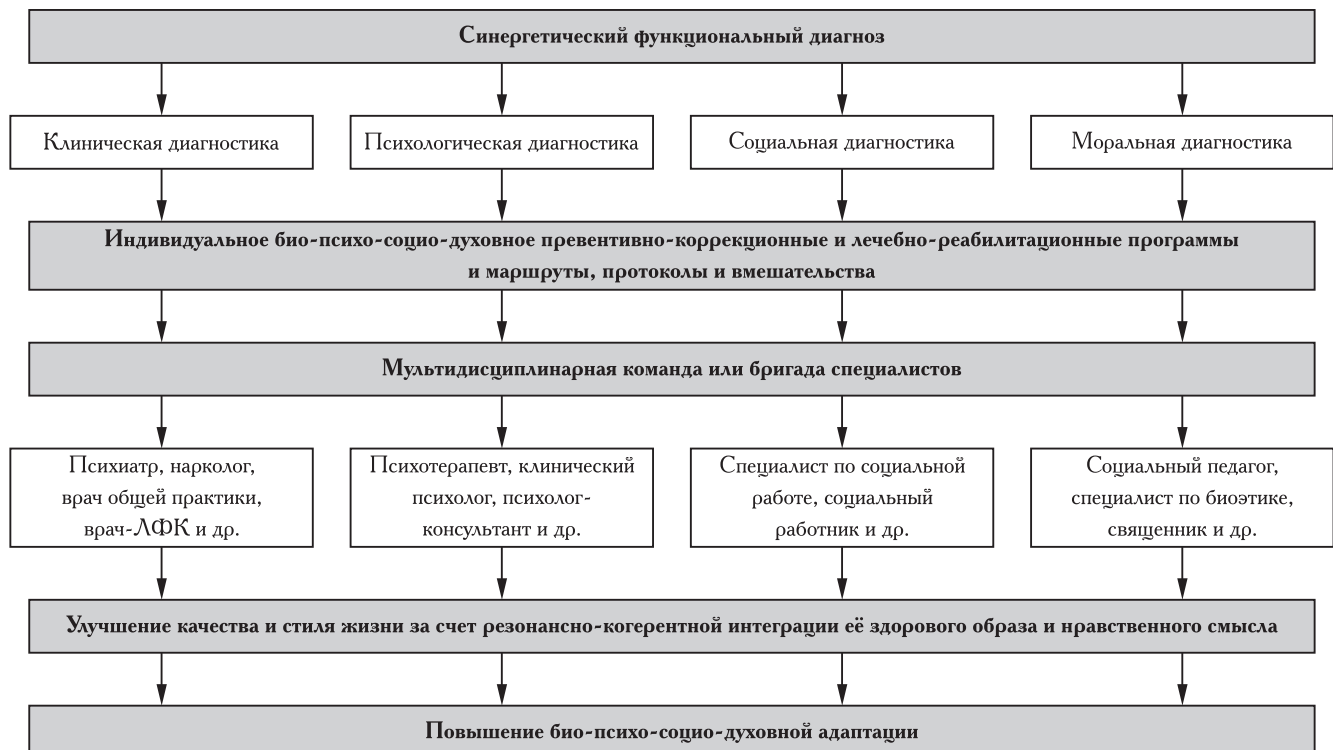 Синергетический функциональный диагноз
Клиническая диагностика
Психологическая диагностика
Социальная диагностика
Моральная диагностика
Индивидуальное био-психо-социо-духовное превентивно-коррекционные и лечебно-реабилитационные программы
и маршруты, протоколы и вмешательства
Мультидисциплинарная команда или бригада специалистов
Психиатр, нарколог,
врач общей практики,
врач-ЛФК и др.
Психотерапевт, клинический
психолог, психолог-
консультант и др.
Специалист по социальной
работе, социальный
работник и др.
Социальный педагог,
специалист по биоэтике,
священник и др.
Улучшение качества и стиля жизни за счет резонансно-когерентной интеграции её здорового образа и нравственного смысла
Повышение био-психо-социо-духовной адаптации